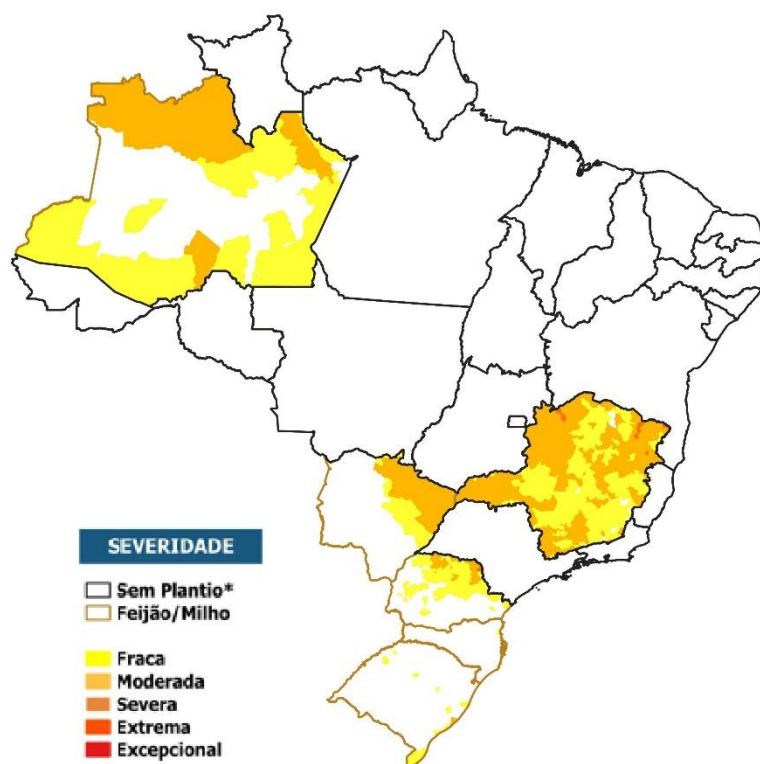 SEVERIDADE
Sem Plantio*
Feijão/Milho
Fraca
Moderada
Severa
Extrema
Excepcional